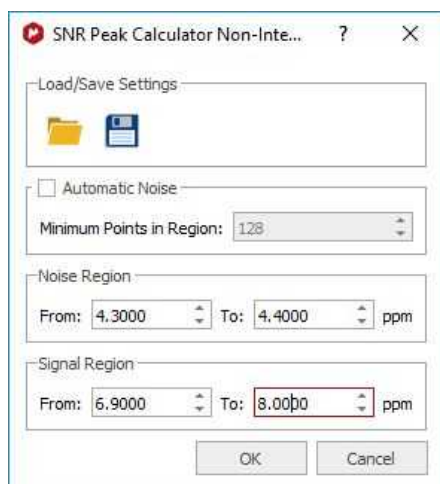 SNR Peak Calculator Non-Inte... ?
Load/Save Settings
Automatic Noise
Minimum Points in Region: 128
Noise Region
From: 4.3000 To: 4.4000 ppm
Signal Region
From: 6.9000 To: 8.0000 ppm
OK Cancel